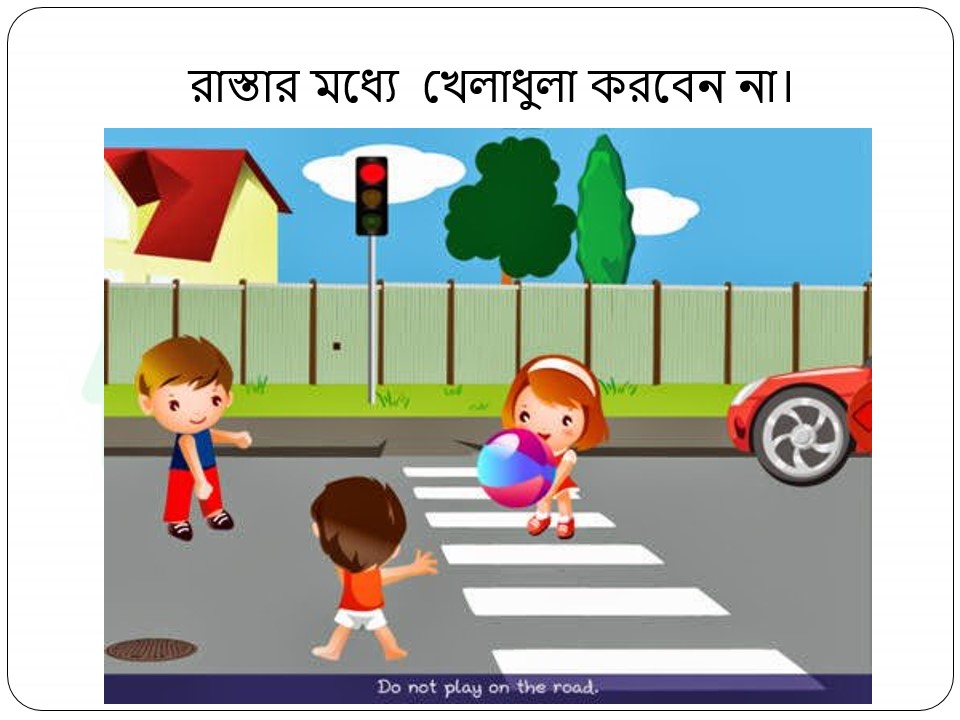 রাস্তার মধ্যে খেলাধুলা করবেন না।
Do not play on the road.